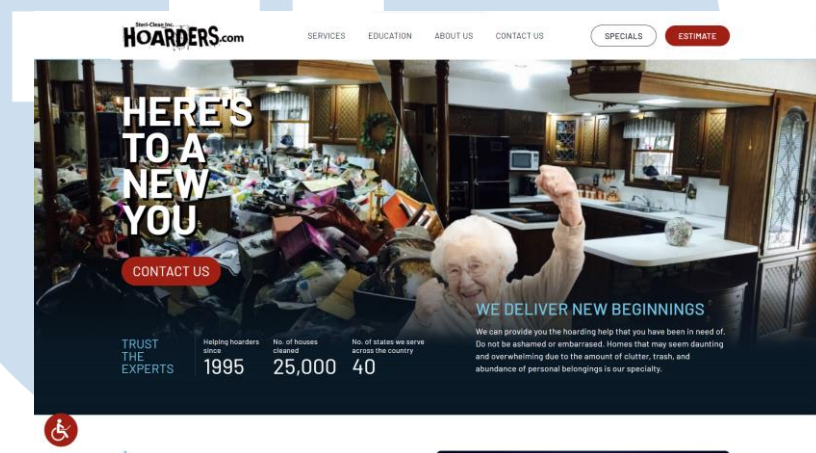 Steri-Clean Inc.
HOARDERS.com
SERVICES EDUCATION ABOUT US CONTACT US SPECIALS ESTIMATE
HERE'S
TO A
NEW
YOU
CONTACT US
WE DELIVER NEW BEGINNINGS
We can provide you the hoarding help that you have been in need of.
Do not be ashamed or embarrased. Homes that may seem daunting
and overwhelming due to the amount of clutter, trash, and
abundance of personal belongings is our specialty.
TRUST
THE
EXPERTS
Helping hoarders
since
1995
No. of houses
cleaned
25,000
No. of states we serve
across the country
40